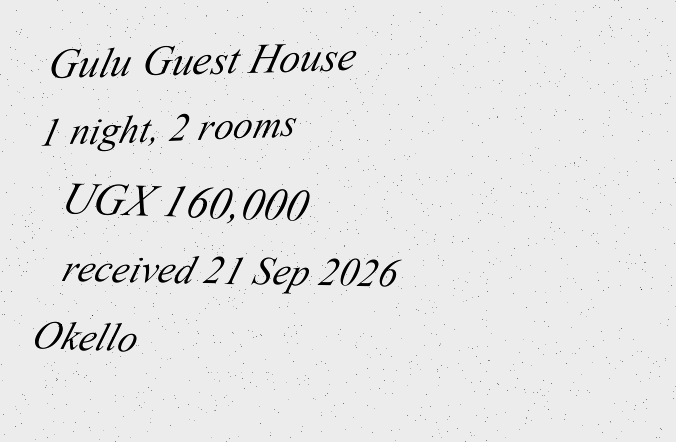 Gulu Guest House
1 night, 2 rooms
UGX 160,000
received 21 Sep 2026
Okello